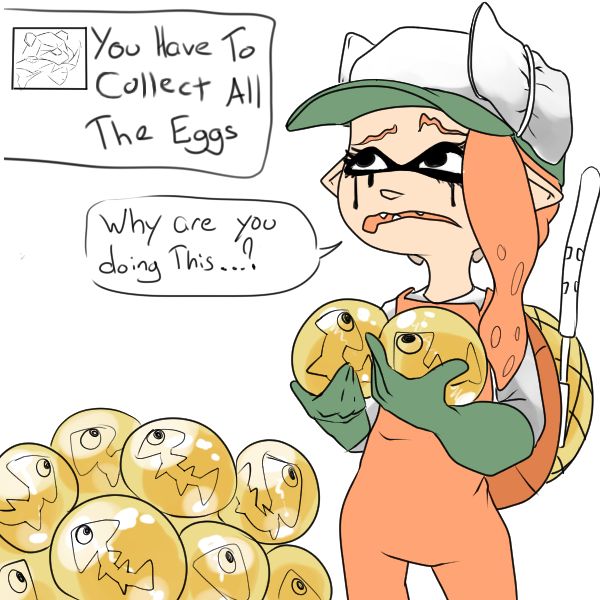 You Have To
Collect All
The Eggs
Why are you
doing This...?